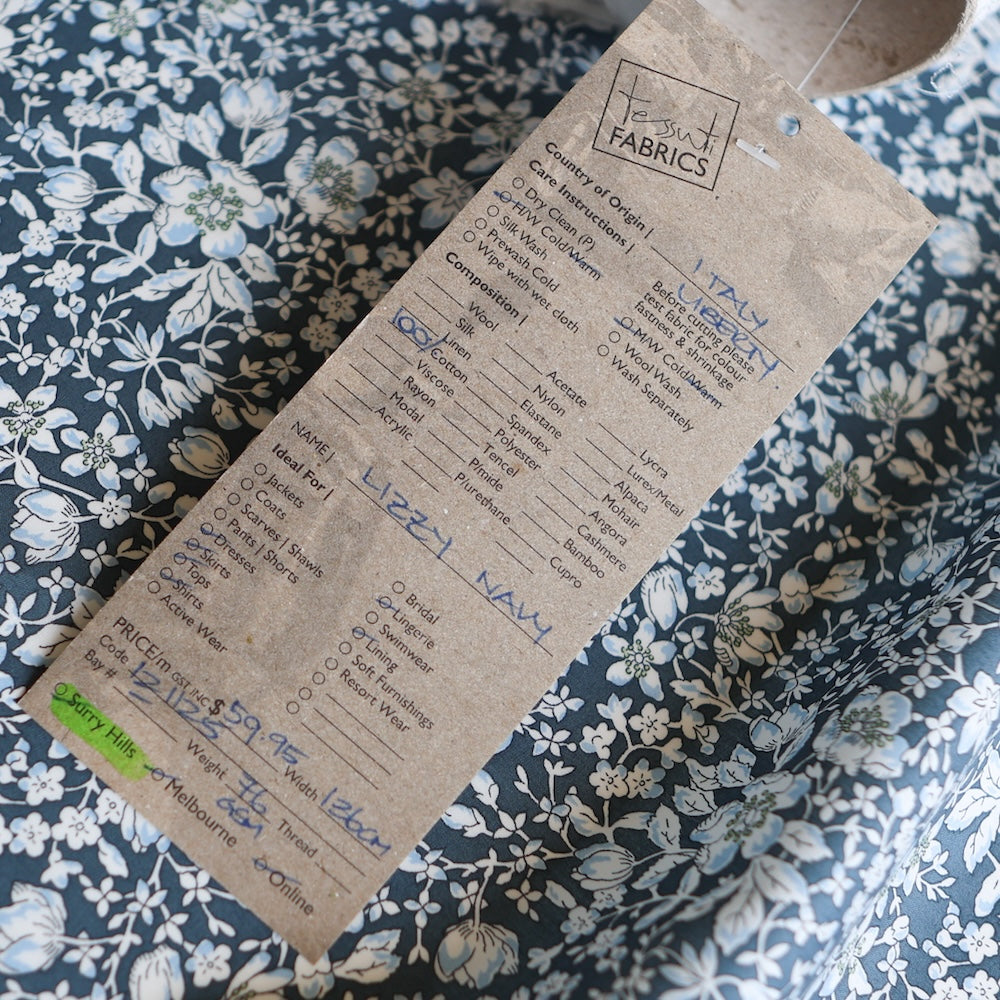 Tessuti
FABRICS
Country of Origin | ITALY
Care Instructions | LIBERTY.
Dry Clean (P)
H/W Cold/Warm
Silk Wash
Prewash Cold
Wipe with wet cloth
Before cutting please
test fabric for colour
fastness & shrinkage
M/W Cold/Warm
Wool Wash
Wash Separately
Composition |
Wool
Silk
Linen
100% Cotton
Viscose
Rayon
Modal
Acrylic
Acetate
Nylon
Elastane
Spandex
Polyester
Tencel
P'imide
P'urethane
Lycra
Lurex/Metal
Alpaca
Mohair
Angora
Cashmere
Bamboo
Cupro
NAME | LIZZY NAVY
Ideal For |
Jackets
Coats
Scarves | Shawls
Pants | Shorts
Dresses
Skirts
Tops
Shirts
Active Wear
Bridal
Lingerie
Swimwear
Lining
Soft Furnishings
Resort Wear
PRICE/m GST INC $ 59.95
Code 121125 Width 136cm
Bay # Weight 76 GSM Thread
Surry Hills
Melbourne
Online